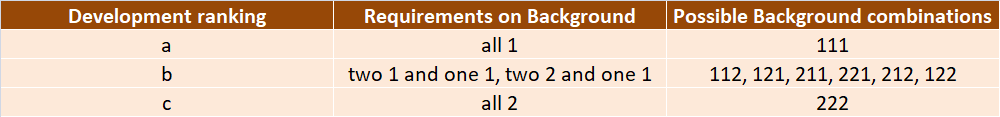 Development ranking Requirements on Background Possible Background combinations
a all 1 111
b two 1 and one 1, two 2 and one 1 112, 121, 211, 221, 212, 122
c all 2 222